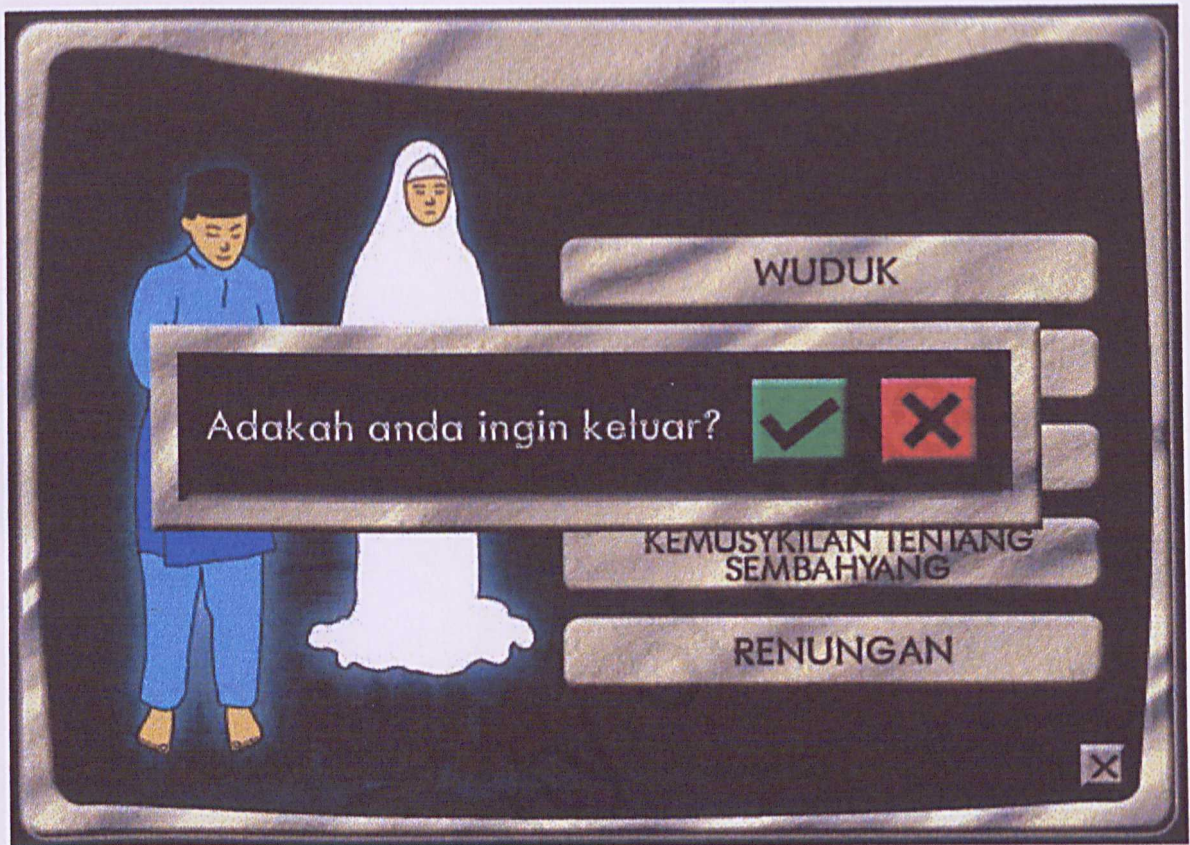 WUDUK
Adakah anda ingin keluar?
KEMUSYKILAN TENTANG
SEMBAHYANG
RENUNGAN